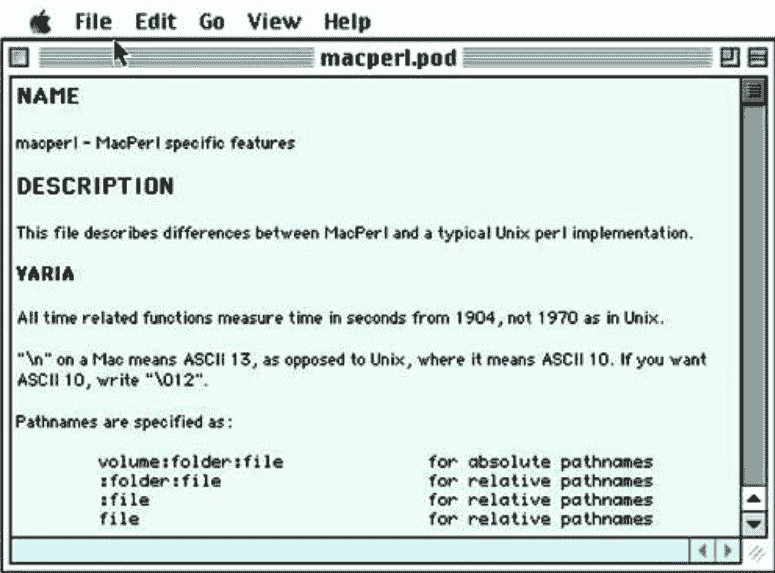 File Edit Go View Help
macperl.pod
NAME
macperl - MacPerl specific features
DESCRIPTION
This file describes differences between MacPerl and a typical Unix perl implementation.
VARIA
All time related functions measure time in seconds from 1904, not 1970 as in Unix.
"\n" on a Mac means ASCII 13, as opposed to Unix, where it means ASCII 10. If you want
ASCII 10, write "\012".
Pathnames are specified as:
volume:folder:file for absolute pathnames
:folder:file for relative pathnames
:file for relative pathnames
file for relative pathnames